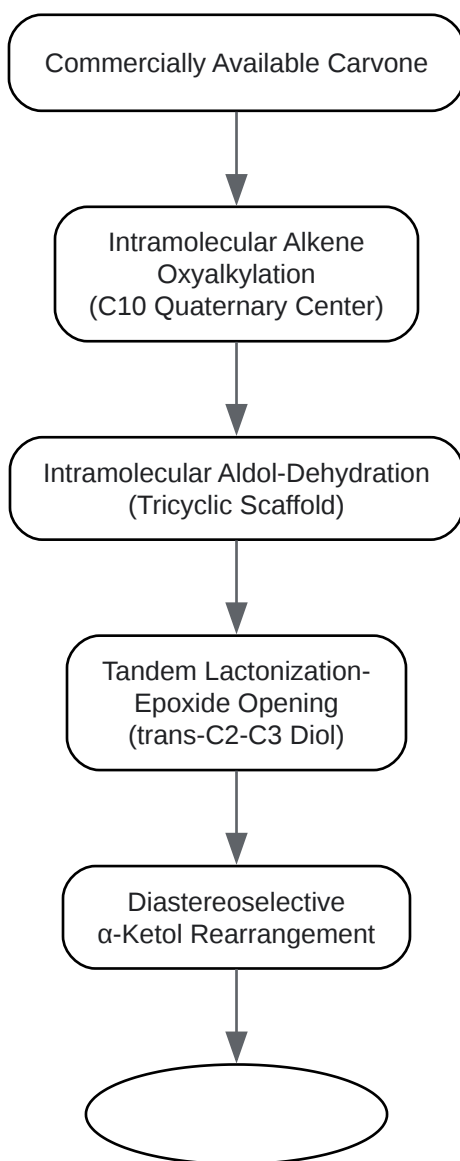 Commercially Available Carvone
Intramolecular Alkene
Oxyalkylation
(C10 Quaternary Center)
Intramolecular Aldol-Dehydration
(Tricyclic Scaffold)
Tandem Lactonization-
Epoxide Opening
(trans-C2-C3 Diol)
Diastereoselective
α-Ketol Rearrangement